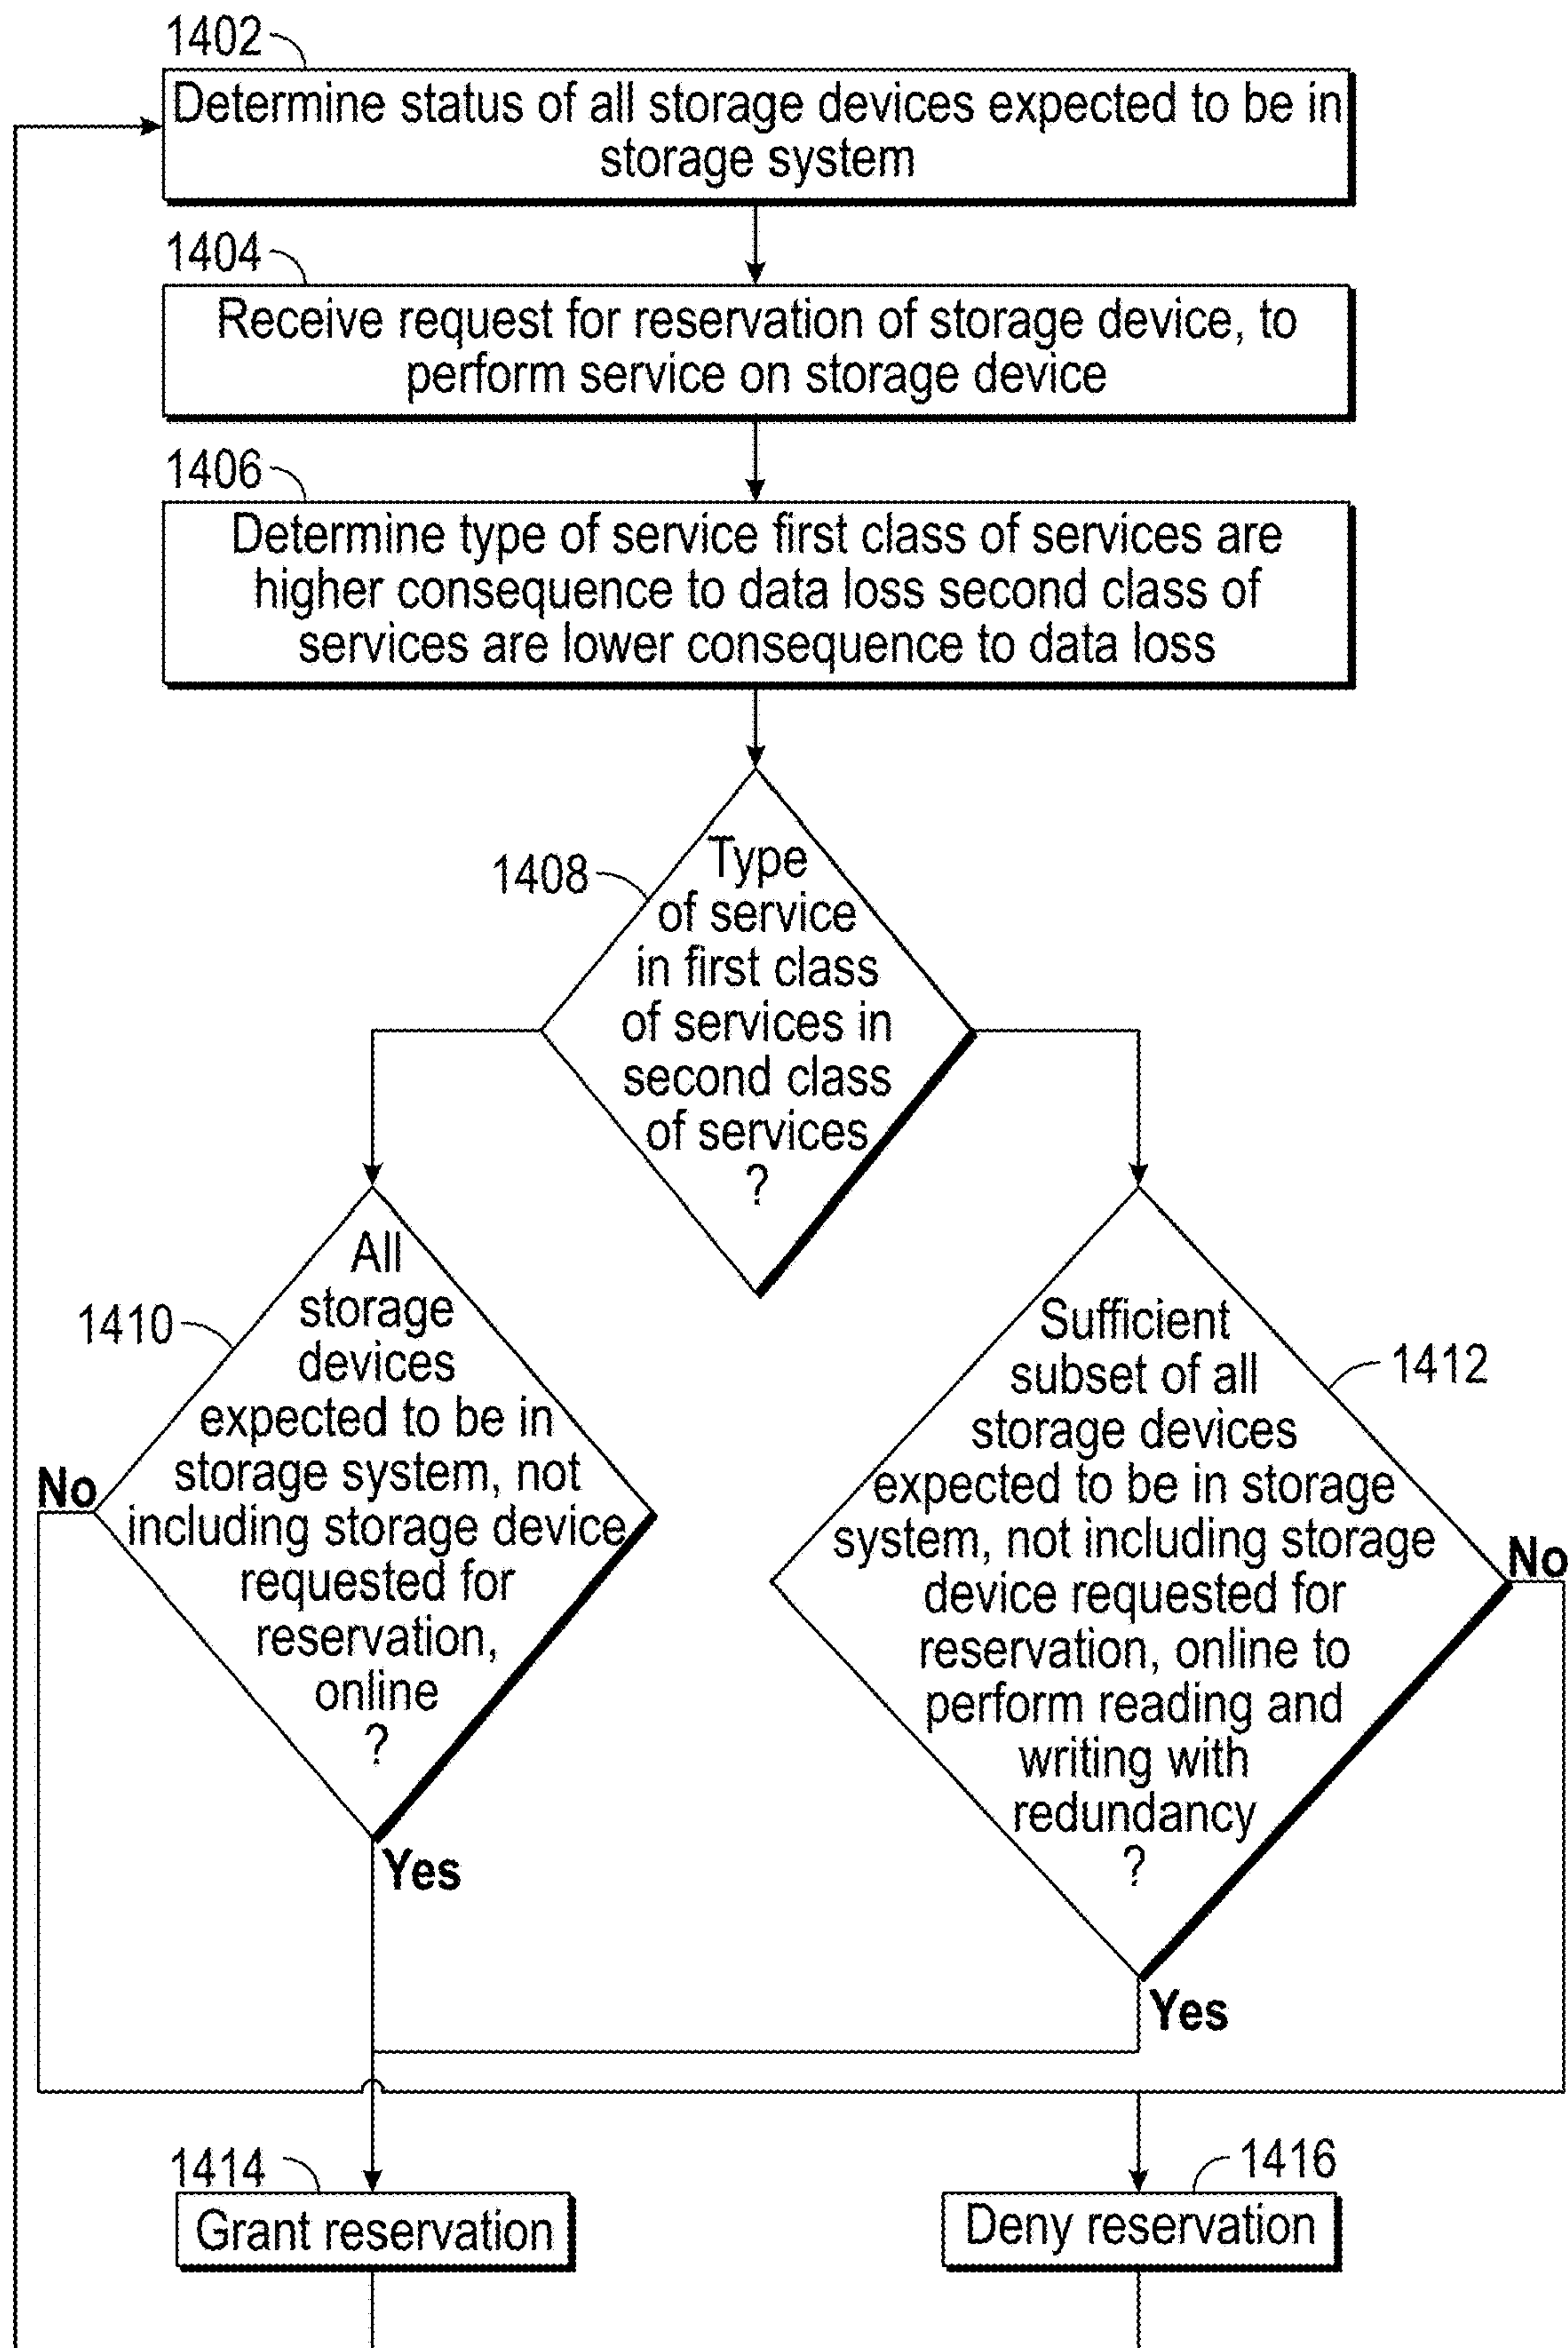 1402
Determine status of all storage devices expected to be in
storage system
1404
Receive request for reservation of storage device, to
perform service on storage device
1406
Determine type of service first class of services are
higher consequence to data loss second class of
services are lower consequence to data loss
1408
Type
of service
in first class
of services in
second class
of services
?
1410
All
storage
devices
expected to be in
storage system, not
including storage device
requested for
reservation,
online
?
No
Yes
1412
Sufficient
subset of all
storage devices
expected to be in storage
system, not including storage
device requested for
reservation, online to
perform reading and
writing with
redundancy
?
No
Yes
1414
Grant reservation
1416
Deny reservation